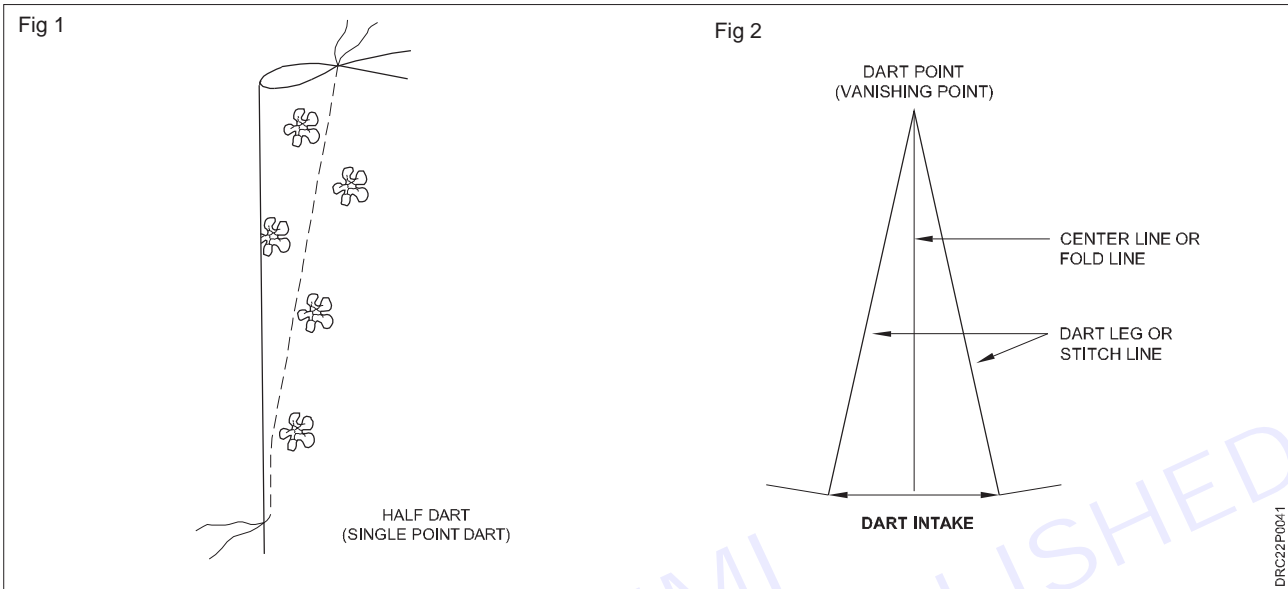 Fig 1
HALF DART
(SINGLE POINT DART)
Fig 2
DART POINT
(VANISHING POINT)
CENTER LINE OR
FOLD LINE
DART LEG OR
STITCH LINE
DART INTAKE
DRC22P0041